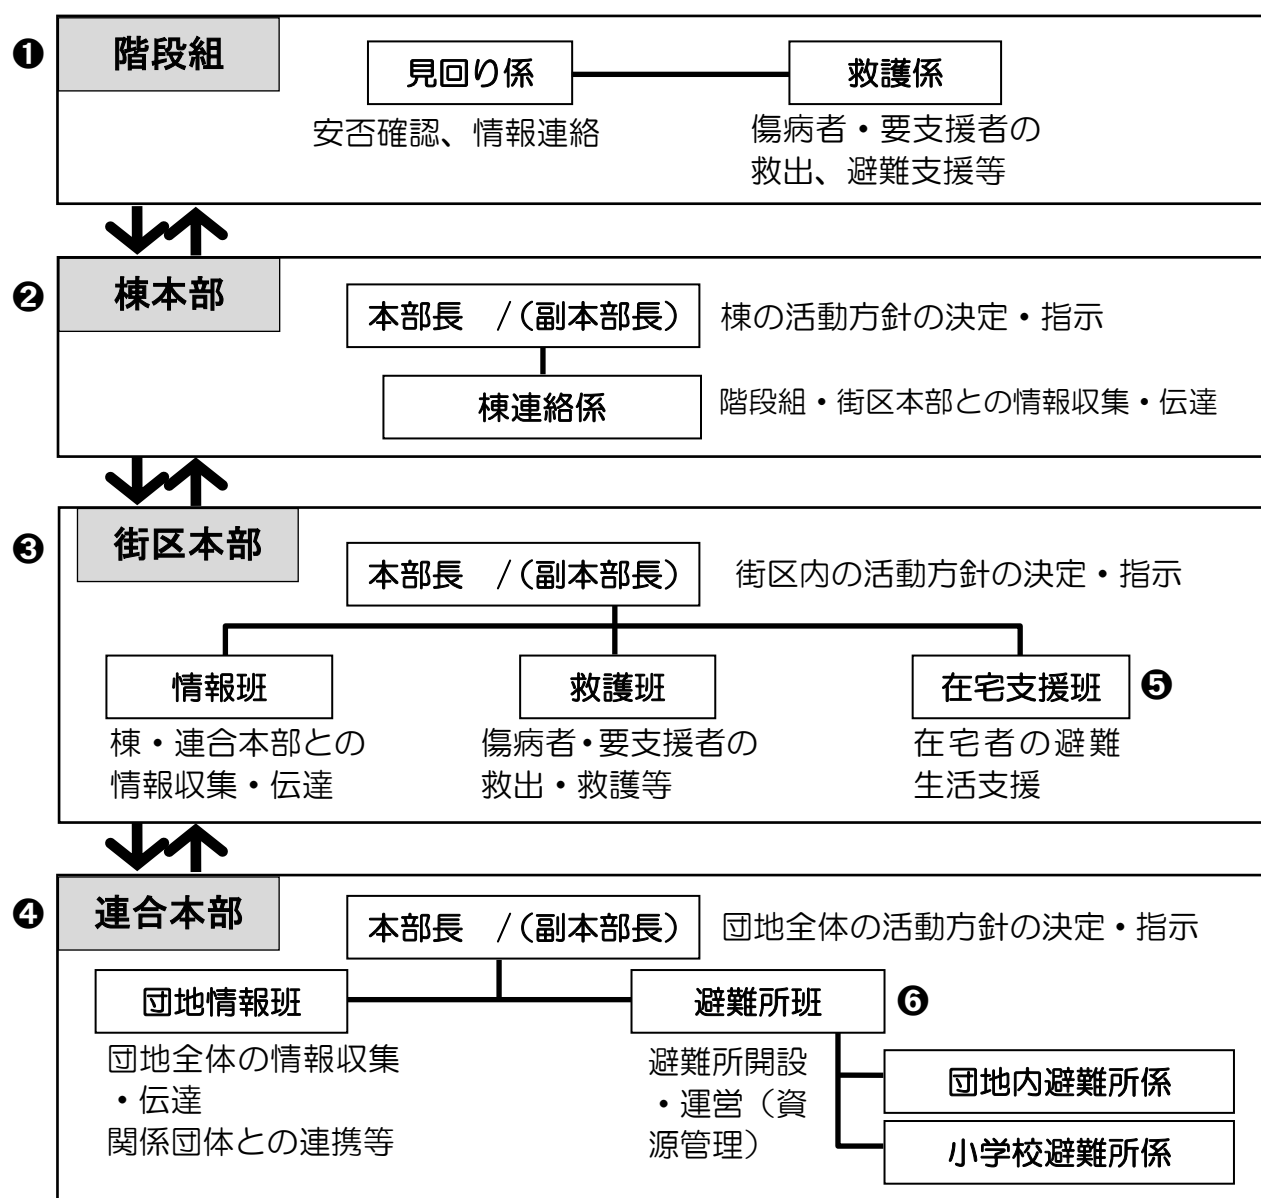 ❶ 階段組
見回り係
救護係
安否確認、情報連絡
傷病者・要支援者の
救出、避難支援等
❷ 棟本部
本部長 /(副本部長)
棟の活動方針の決定・指示
棟連絡係
階段組・街区本部との情報収集・伝達
❸ 街区本部
本部長 /(副本部長)
街区内の活動方針の決定・指示
情報班
棟・連合本部との
情報収集・伝達
救護班
傷病者・要支援者の
救出・救護等
在宅支援班 ❺
在宅者の避難
生活支援
❹ 連合本部
本部長 /(副本部長)
団地全体の活動方針の決定・指示
団地情報班
団地全体の情報収集
・伝達
関係団体との連携等
避難所班 ❻
避難所開設
・運営（資
源管理）
団地内避難所係
小学校避難所係